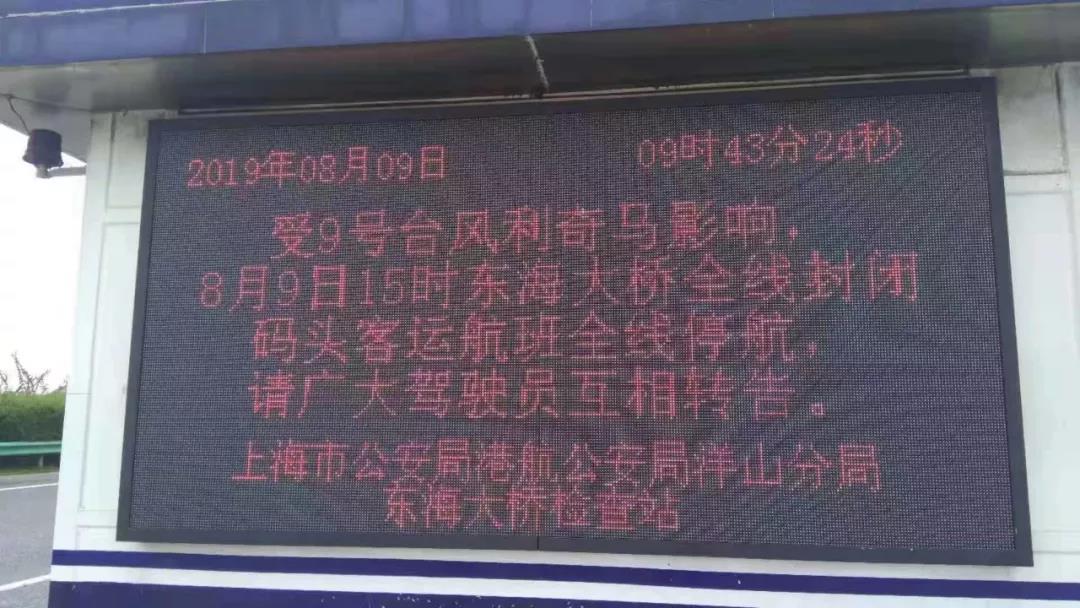 2019年08月09日 09时43分24秒
受9号台风利奇马影响，
8月9日15时东海大桥全线封闭
码头客运航班全线停航，
请广大驾驶员互相转告。
上海市公安局港航公安局洋山分局
东海大桥检查站